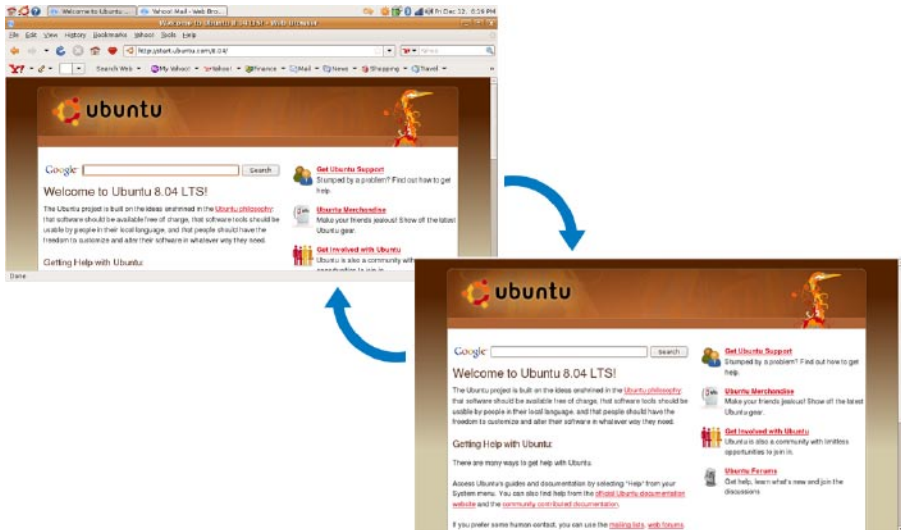 Welcome to Ubuntu ... Yahoo! Mail - Web Bro...
Fri Dec 12, 6:26 PM
Welcome to Ubuntu 8.04 LTS! - Web Browser
File Edit View History Bookmarks Yahoo! Tools Help
http://start.ubuntu.com/8.04/
Search Web My Yahoo! Yahoo! Finance Mail News Shopping Travel
ubuntu
Google Search
Welcome to Ubuntu 8.04 LTS!
The Ubuntu project is built on the ideas enshrined in the Ubuntu philosophy:
that software should be available free of charge, that software tools should be
usable by people in their local language, and that people should have the
freedom to customize and alter their software in whatever way they need.
Getting Help with Ubuntu:
Get Ubuntu Support
Stumped by a problem? Find out how to get
help.
Ubuntu Merchandise
Make your friends jealous! Show off the latest
Ubuntu gear.
Get Involved with Ubuntu
Ubuntu is also a community with
opportunities to join in.
Done
ubuntu
Google Search
Welcome to Ubuntu 8.04 LTS!
The Ubuntu project is built on the ideas enshrined in the Ubuntu philosophy:
that software should be available free of charge, that software tools should be
usable by people in their local language, and that people should have the
freedom to customize and alter their software in whatever way they need.
Getting Help with Ubuntu:
There are many ways to get help with Ubuntu.
Access Ubuntu's guides and documentation by selecting "Help" from your
System menu. You can also find help from the official Ubuntu documentation
website and the community contributed documentation.
If you prefer some human contact, you can use the mailing lists, web forums,
Get Ubuntu Support
Stumped by a problem? Find out how to get
help.
Ubuntu Merchandise
Make your friends jealous! Show off the latest
Ubuntu gear.
Get Involved with Ubuntu
Ubuntu is also a community with limitless
opportunities to join in.
Ubuntu Forums
Get help, learn what's new and join the
discussions